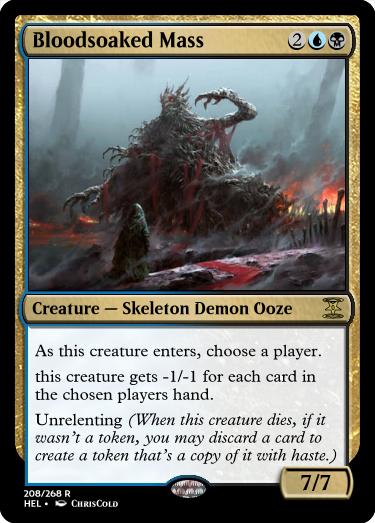 Bloodsoaked Mass 2
Creature — Skeleton Demon Ooze
As this creature enters, choose a player.
this creature gets -1/-1 for each card in
the chosen players hand.
Unrelenting (When this creature dies, if it
wasn't a token, you may discard a card to
create a token that's a copy of it with haste.)
7/7
208/268 R
HEL • ChrisCold